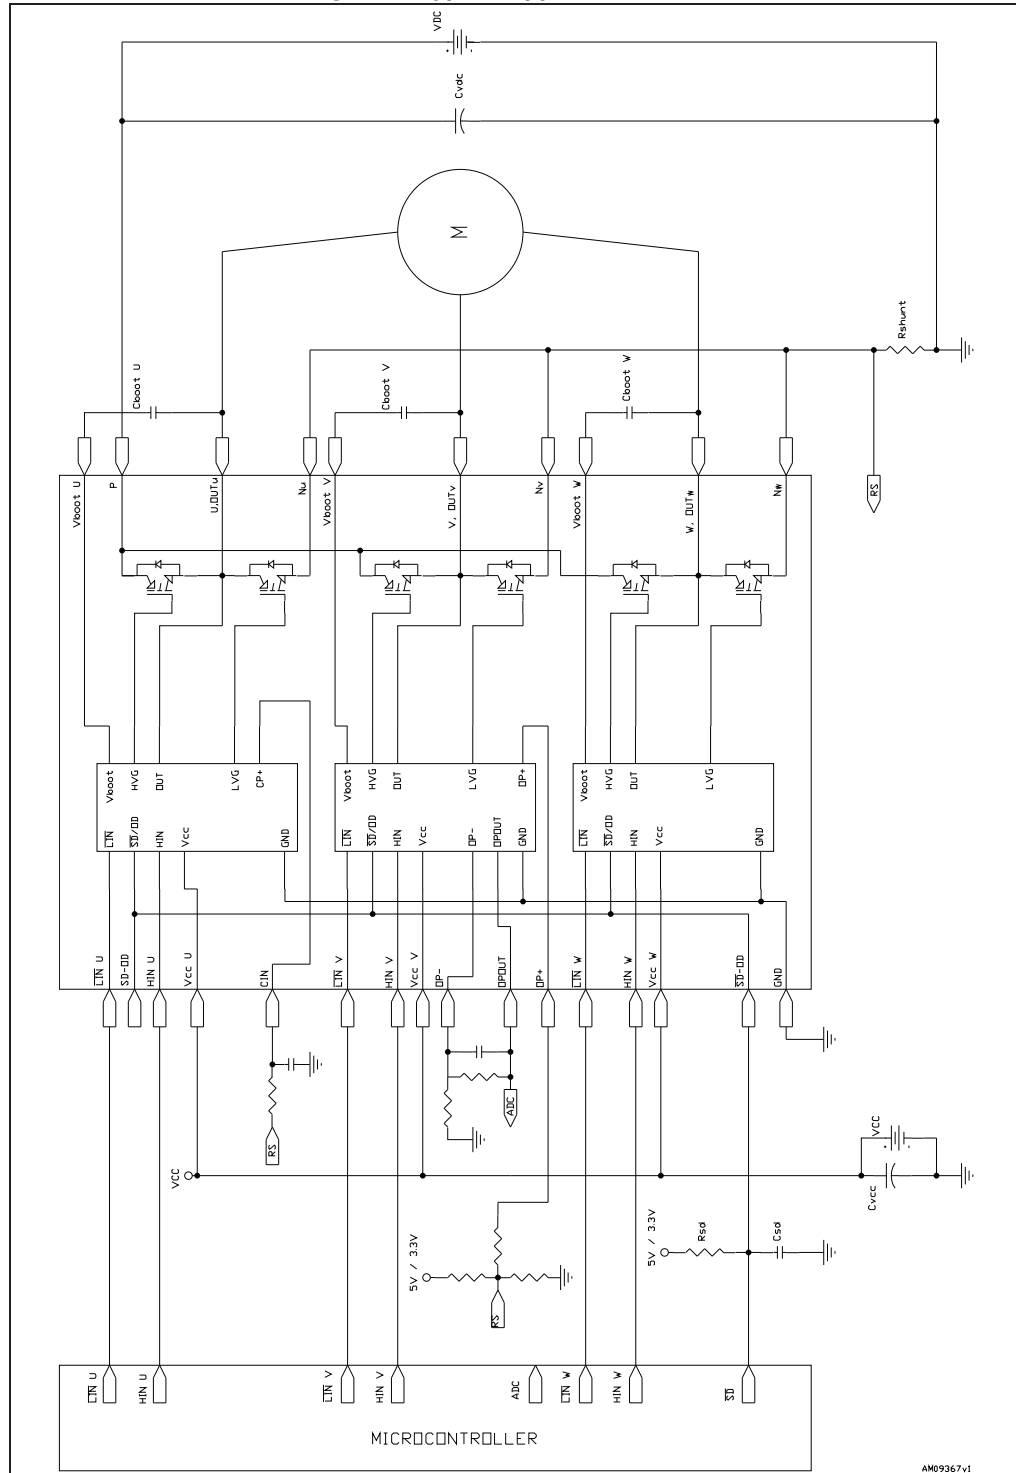 VDC
+
-
Cvdc
M
Rshunt
Cboot U
Cboot V
Cboot W
RS
Vboot U
P
U,OUTu
Nu
Vboot V
V, OUTv
Nv
Vboot W
W, OUTw
Nw
Vboot
HVG
OUT
LVG
CP+
Vboot
HVG
OUT
LVG
OP+
Vboot
HVG
OUT
LVG
LIN
SD/OD
HIN
Vcc
GND
LIN
SD/OD
HIN
Vcc
OP-
OPOUT
GND
LIN
SD/OD
HIN
Vcc
GND
LIN U
SD-OD
HIN U
Vcc U
CIN
LIN V
HIN V
Vcc V
OP-
OPOUT
OP+
LIN W
HIN W
Vcc W
SD-OD
GND
RS
ADC
VCC
VCC
+
-
Cvcc
5V / 3.3V
RS
5V / 3.3V
Rsd
Csd
LIN U
HIN U
LIN V
HIN V
ADC
LIN W
HIN W
SD
MICROCONTROLLER
AM09367v1